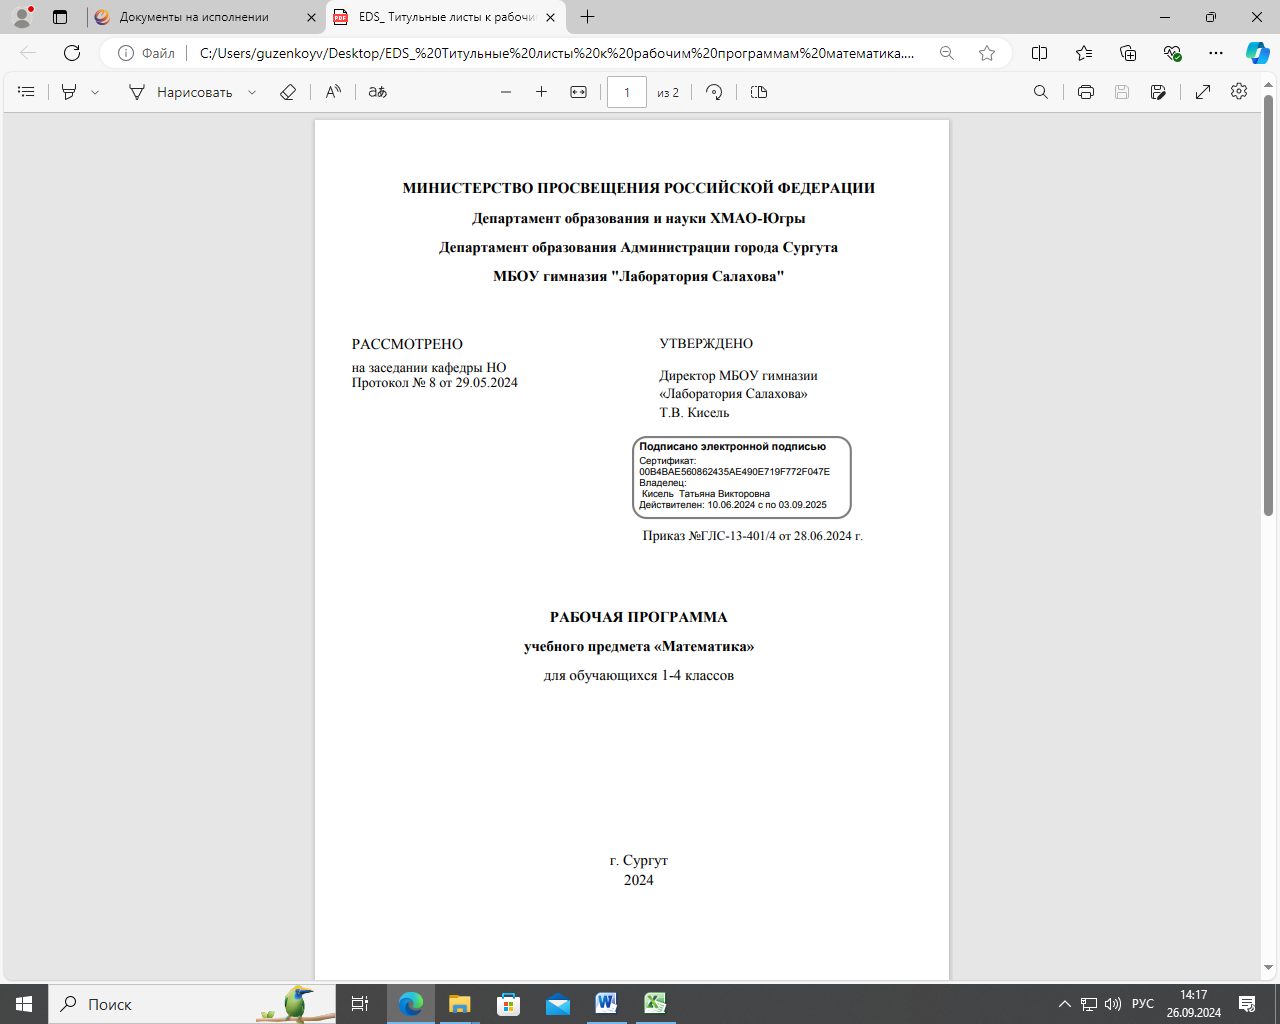 Документы на исполнении
EDS_ Титульные листы к рабочи
Файл
C:/Users/guzenkoyv/Desktop/EDS_%20Титульные%20листы%20к%20рабочим%20программам%20математика....
Нарисовать
1
из 2
МИНИСТЕРСТВО ПРОСВЕЩЕНИЯ РОССИЙСКОЙ ФЕДЕРАЦИИ
Департамент образования и науки ХМАО-Югры
Департамент образования Администрации города Сургута
МБОУ гимназия "Лаборатория Салахова"
РАССМОТРЕНО
на заседании кафедры НО
Протокол № 8 от 29.05.2024
УТВЕРЖДЕНО
Директор МБОУ гимназии
«Лаборатория Салахова»
Т.В. Кисель
Подписано электронной подписью
Сертификат:
00B4BAE560862435AE490E719F772F047E
Владелец:
Кисель Татьяна Викторовна
Действителен: 10.06.2024 с по 03.09.2025
Приказ №ГЛС-13-401/4 от 28.06.2024 г.
РАБОЧАЯ ПРОГРАММА
учебного предмета «Математика»
для обучающихся 1-4 классов
г. Сургут
2024
Поиск
РУС
14:17
26.09.2024